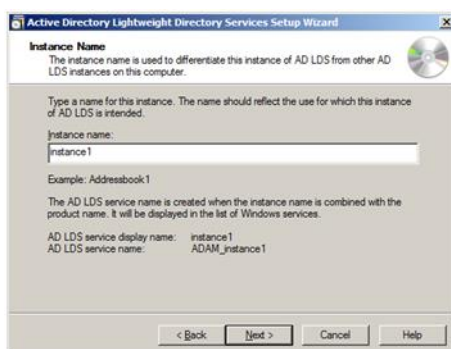 Active Directory Lightweight Directory Services Setup Wizard
Instance Name
The instance name is used to differentiate this instance of AD LDS from other AD
LDS instances on this computer.
Type a name for this instance. The name should reflect the use for which this instance
of AD LDS is intended.
Instance name:
instance1
Example: Addressbook1
The AD LDS service name is created when the instance name is combined with the
product name. It will be displayed in the list of Windows services.
AD LDS service display name: instance1
AD LDS service name: ADAM_instance1
< Back Next > Cancel Help